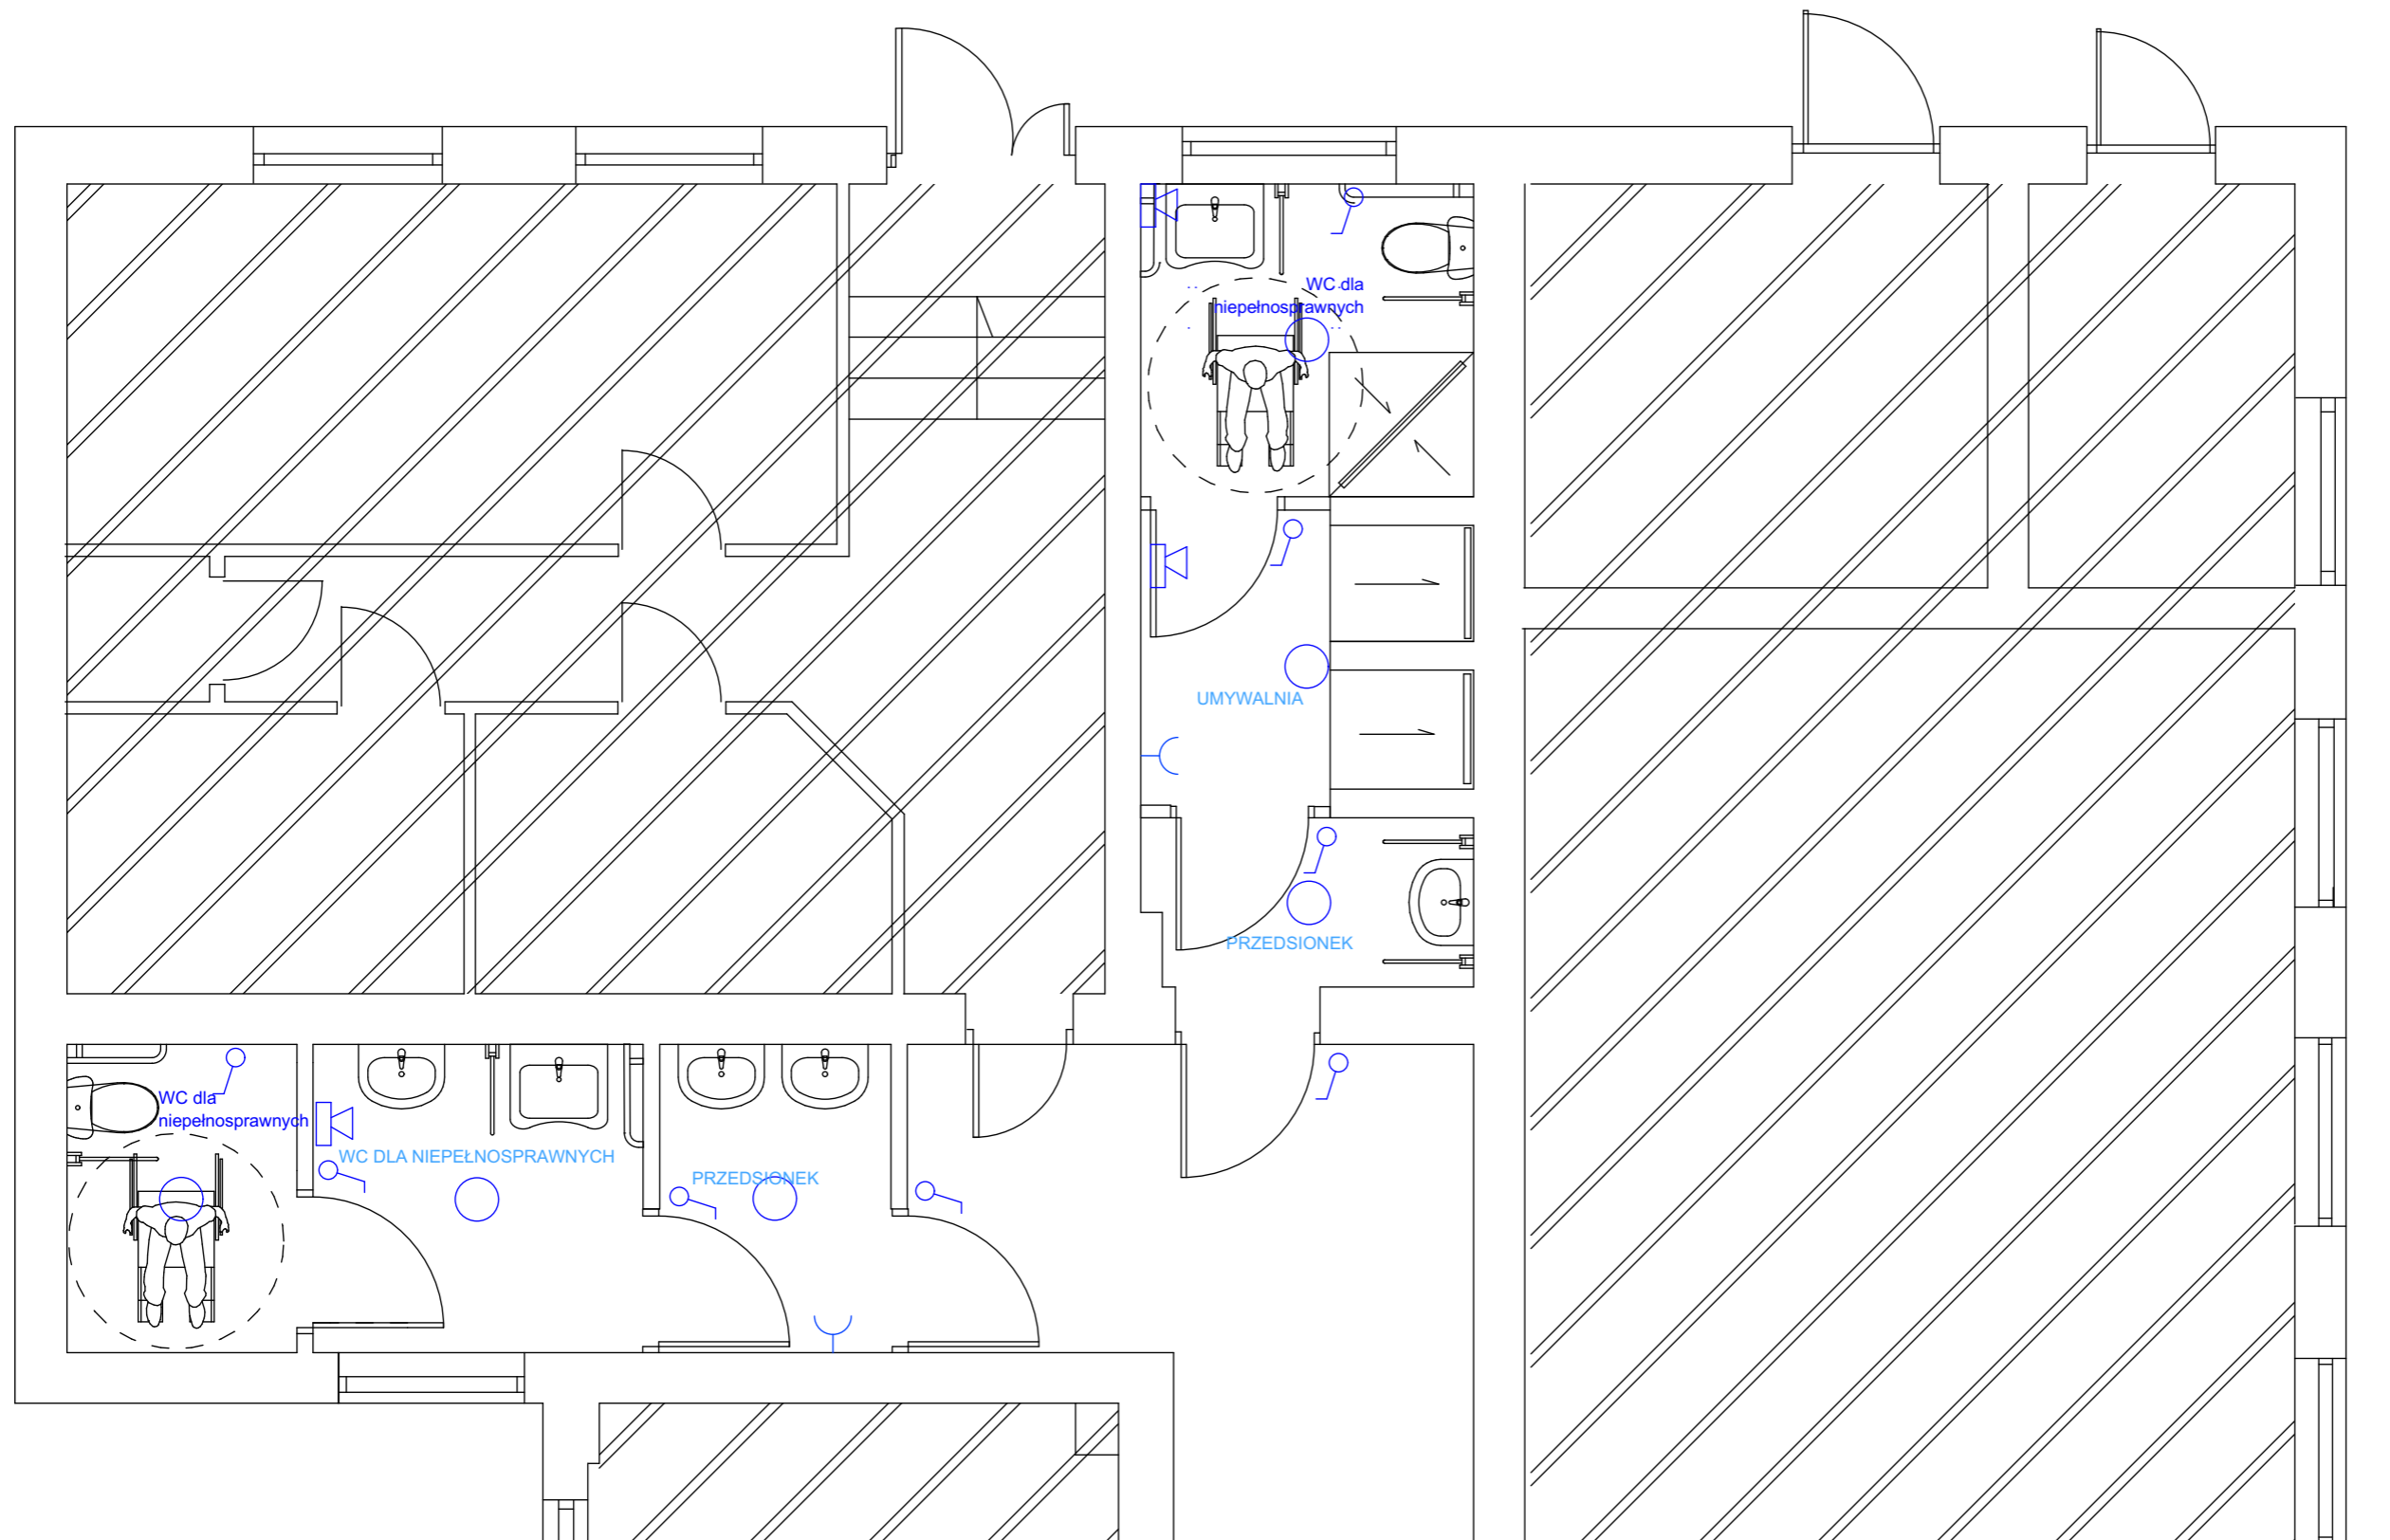 WC dla
niepełnosprawnych
UMYWALNIA
PRZEDSIONEK
WC dla
niepełnosprawnych
WC DLA NIEPEŁNOSPRAWNYCH
PRZEDSIONEK